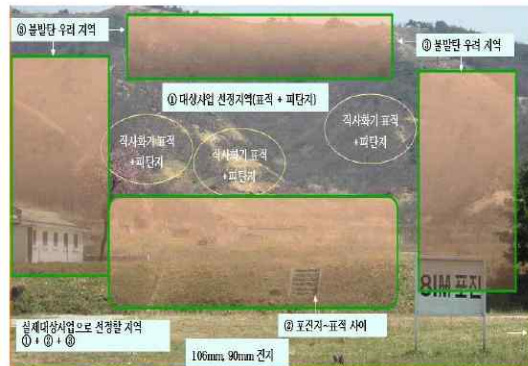 ③ 불발탄 우려 지역
③ 불발탄 우려 지역
① 대상사업 선정지역(표적 + 피탄지)
직사화기 표적
+피탄지
직사화기 표적
+피탄지
직사화기 표적
+피탄지
81M 포진
② 포진지~표적 사이
실제대상사업으로 선정할 지역
① + ② + ③
106mm, 90mm 진지